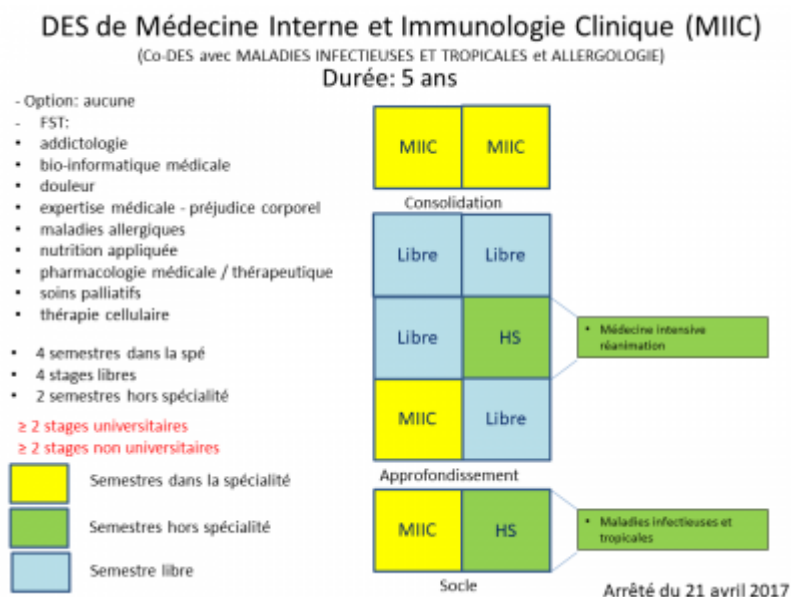 DES de Médecine Interne et Immunologie Clinique (MIIC)
(Co-DES avec MALADIES INFECTIEUSES ET TROPICALES et ALLERGOLOGIE)
Durée: 5 ans
- Option: aucune
- FST:
• addictologie
• bio-informatique médicale
• douleur
• expertise médicale - préjudice corporel
• maladies allergiques
• nutrition appliquée
• pharmacologie médicale / thérapeutique
• soins palliatifs
• thérapie cellulaire
• 4 semestres dans la spé
• 4 stages libres
• 2 semestres hors spécialité
≥ 2 stages universitaires
≥ 2 stages non universitaires
Semestres dans la spécialité
Semestres hors spécialité
Semestre libre
MIIC MIIC
Consolidation
Libre Libre
Libre HS
• Médecine intensive
réanimation
MIIC Libre
Approfondissement
MIIC HS
• Maladies infectieuses et
tropicales
Socle
Arrêté du 21 avril 2017